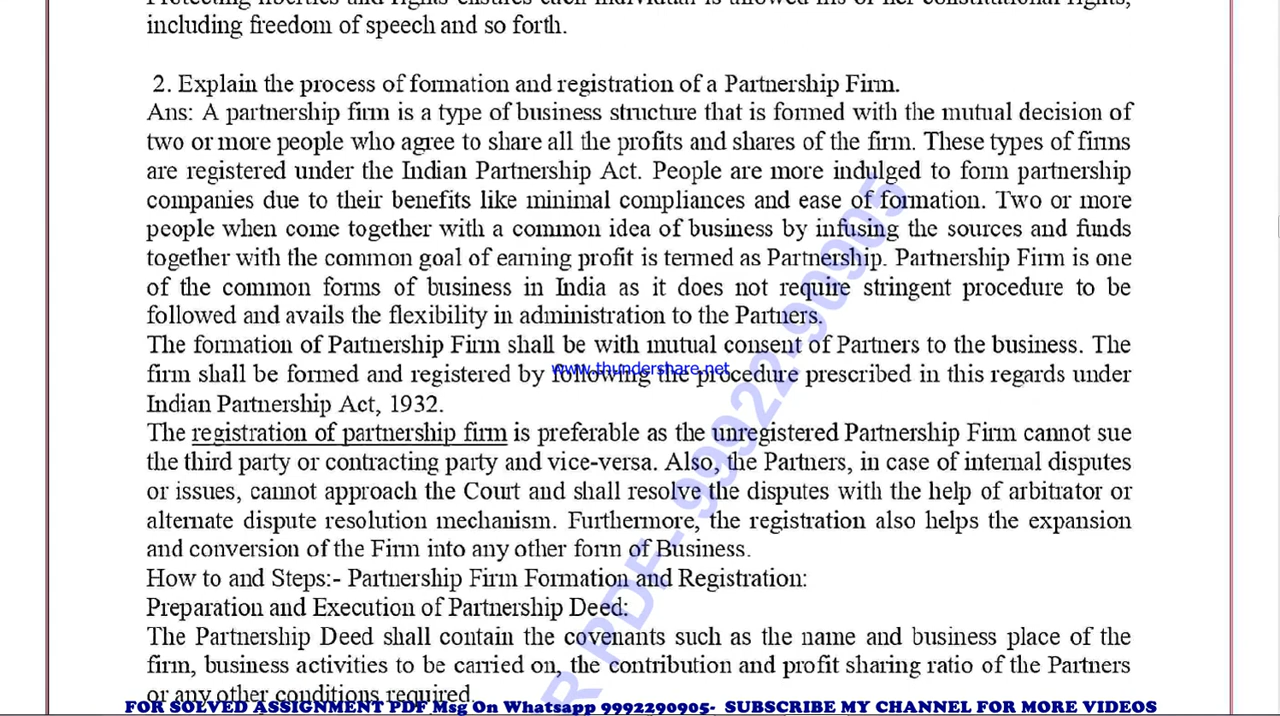 Protecting liberties and rights ensures each individual is allowed his or her constitutional rights,
including freedom of speech and so forth.
2. Explain the process of formation and registration of a Partnership Firm.
Ans: A partnership firm is a type of business structure that is formed with the mutual decision of
two or more people who agree to share all the profits and shares of the firm. These types of firms
are registered under the Indian Partnership Act. People are more indulged to form partnership
companies due to their benefits like minimal compliances and ease of formation. Two or more
people when come together with a common idea of business by infusing the sources and funds
together with the common goal of earning profit is termed as Partnership. Partnership Firm is one
of the common forms of business in India as it does not require stringent procedure to be
followed and avails the flexibility in administration to the Partners.
The formation of Partnership Firm shall be with mutual consent of Partners to the business. The
www.thundershare.net
firm shall be formed and registered by following the procedure prescribed in this regards under
Indian Partnership Act, 1932.
The registration of partnership firm is preferable as the unregistered Partnership Firm cannot sue
the third party or contracting party and vice-versa. Also, the Partners, in case of internal disputes
or issues, cannot approach the Court and shall resolve the disputes with the help of arbitrator or
alternate dispute resolution mechanism. Furthermore, the registration also helps the expansion
and conversion of the Firm into any other form of Business.
How to and Steps:- Partnership Firm Formation and Registration:
Preparation and Execution of Partnership Deed:
The Partnership Deed shall contain the covenants such as the name and business place of the
firm, business activities to be carried on, the contribution and profit sharing ratio of the Partners
or any other conditions required.
R PDF- 99922-90905
FOR SOLVED ASSIGNMENT PDF Msg On Whatsapp 9992290905- SUBSCRIBE MY CHANNEL FOR MORE VIDEOS